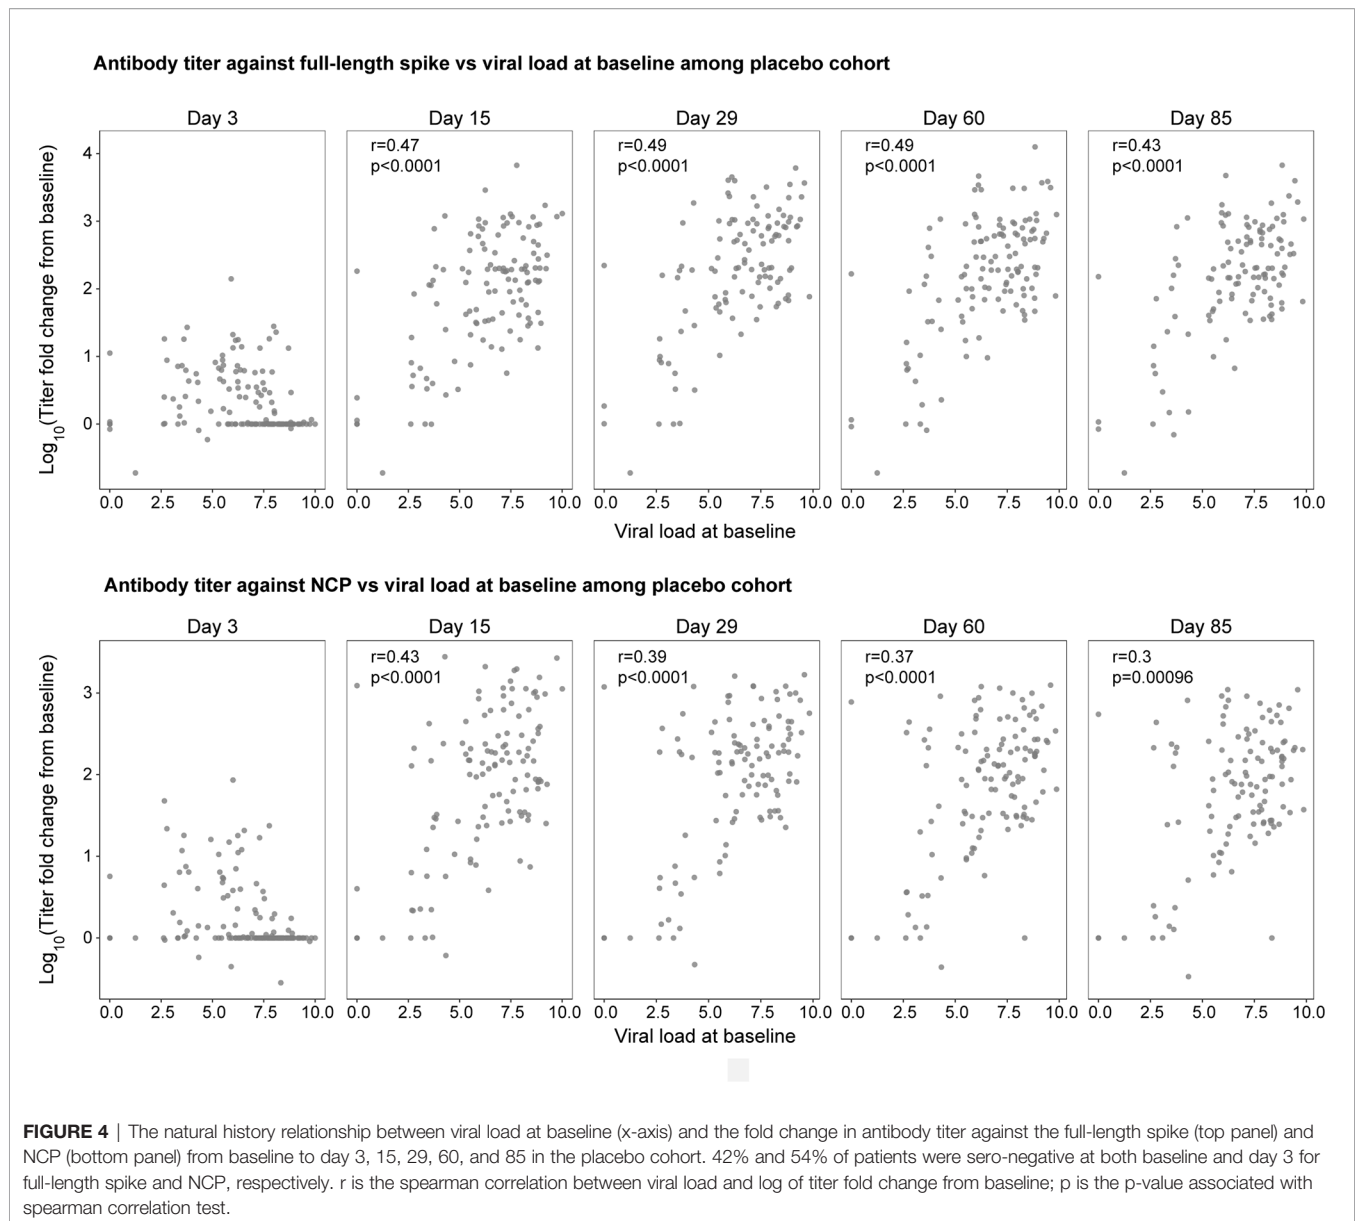 Antibody titer against full-length spike vs viral load at baseline among placebo cohort
Day 3
Day 15
Day 29
Day 60
Day 85
r=0.47
p<0.0001
r=0.49
p<0.0001
r=0.49
p<0.0001
r=0.43
p<0.0001
Log10(Titer fold change from baseline)
4
3
2
1
0
0.0 2.5 5.0 7.5 10.0
0.0 2.5 5.0 7.5 10.0
0.0 2.5 5.0 7.5 10.0
0.0 2.5 5.0 7.5 10.0
0.0 2.5 5.0 7.5 10.0
Viral load at baseline
Antibody titer against NCP vs viral load at baseline among placebo cohort
Day 3
Day 15
Day 29
Day 60
Day 85
r=0.43
p<0.0001
r=0.39
p<0.0001
r=0.37
p<0.0001
r=0.3
p=0.00096
Log10(Titer fold change from baseline)
3
2
1
0
0.0 2.5 5.0 7.5 10.0
0.0 2.5 5.0 7.5 10.0
0.0 2.5 5.0 7.5 10.0
0.0 2.5 5.0 7.5 10.0
0.0 2.5 5.0 7.5 10.0
Viral load at baseline
FIGURE 4 | The natural history relationship between viral load at baseline (x-axis) and the fold change in antibody titer against the full-length spike (top panel) and
NCP (bottom panel) from baseline to day 3, 15, 29, 60, and 85 in the placebo cohort. 42% and 54% of patients were sero-negative at both baseline and day 3 for
full-length spike and NCP, respectively. r is the spearman correlation between viral load and log of titer fold change from baseline; p is the p-value associated with
spearman correlation test.